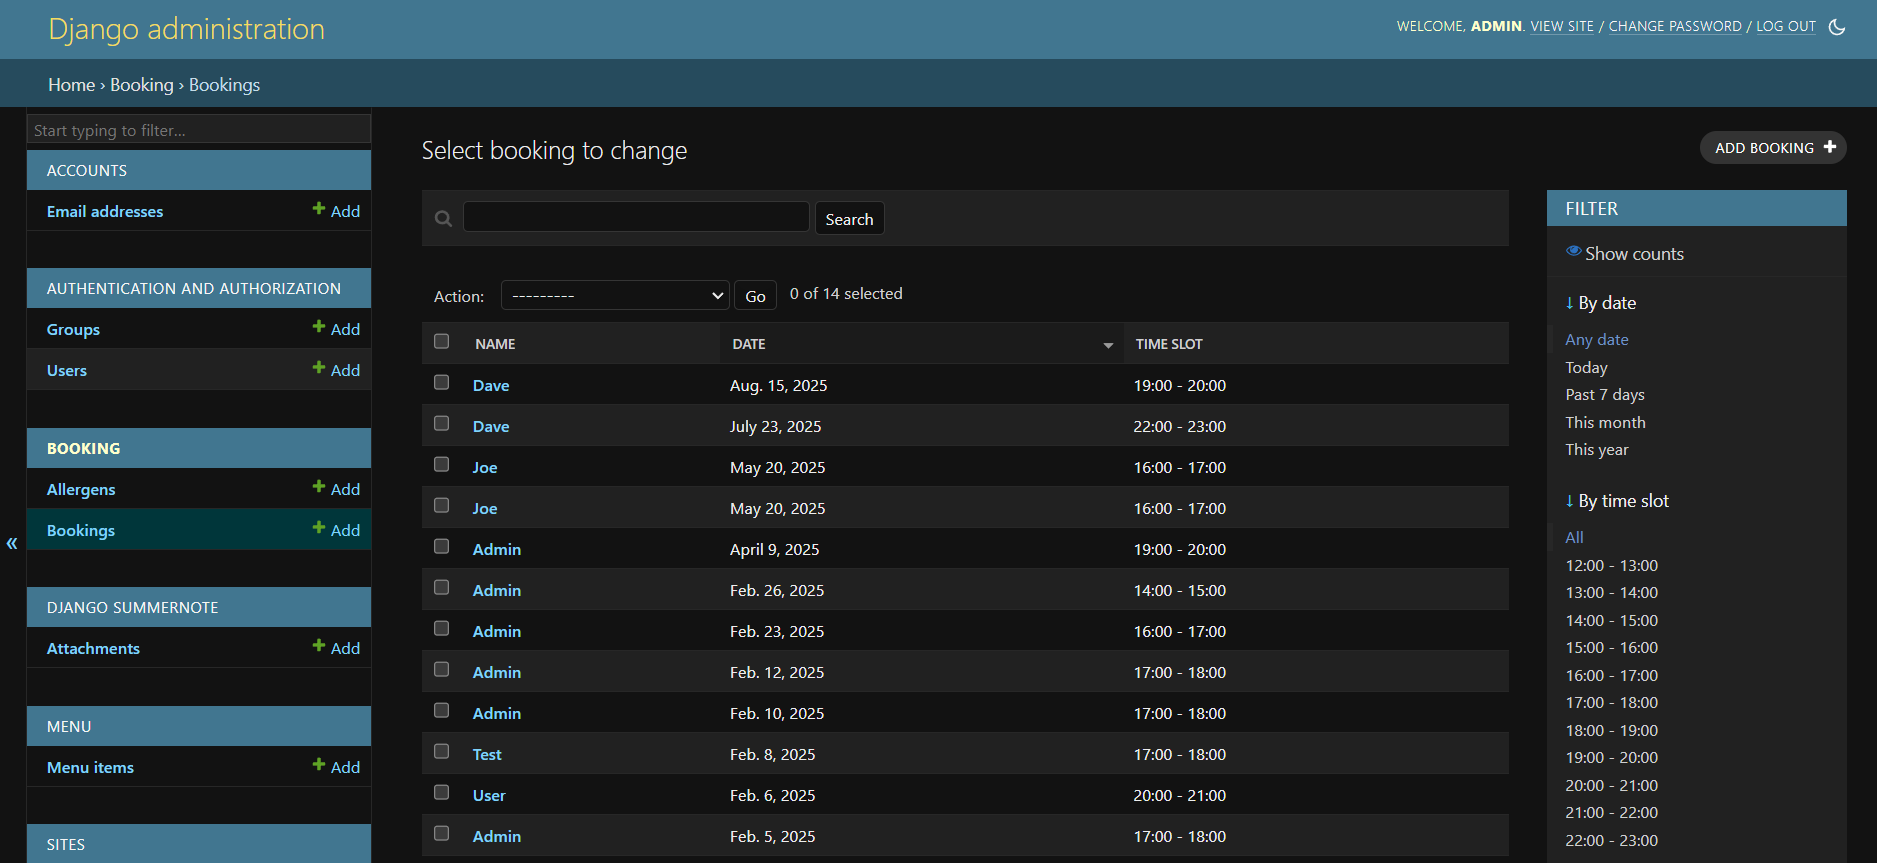 Django administration
WELCOME, ADMIN. VIEW SITE / CHANGE PASSWORD / LOG OUT
Home › Booking › Bookings
Start typing to filter...
ACCOUNTS
Email addresses Add
AUTHENTICATION AND AUTHORIZATION
Groups Add
Users Add
BOOKING
Allergens Add
Bookings Add
«
DJANGO SUMMERNOTE
Attachments Add
MENU
Menu items Add
SITES
Select booking to change
ADD BOOKING +
Search
Action: --------- Go 0 of 14 selected
NAME DATE TIME SLOT
Dave Aug. 15, 2025 19:00 - 20:00
Dave July 23, 2025 22:00 - 23:00
Joe May 20, 2025 16:00 - 17:00
Joe May 20, 2025 16:00 - 17:00
Admin April 9, 2025 19:00 - 20:00
Admin Feb. 26, 2025 14:00 - 15:00
Admin Feb. 23, 2025 16:00 - 17:00
Admin Feb. 12, 2025 17:00 - 18:00
Admin Feb. 10, 2025 17:00 - 18:00
Test Feb. 8, 2025 17:00 - 18:00
User Feb. 6, 2025 20:00 - 21:00
Admin Feb. 5, 2025 17:00 - 18:00
FILTER
Show counts
↓ By date
Any date
Today
Past 7 days
This month
This year
↓ By time slot
All
12:00 - 13:00
13:00 - 14:00
14:00 - 15:00
15:00 - 16:00
16:00 - 17:00
17:00 - 18:00
18:00 - 19:00
19:00 - 20:00
20:00 - 21:00
21:00 - 22:00
22:00 - 23:00